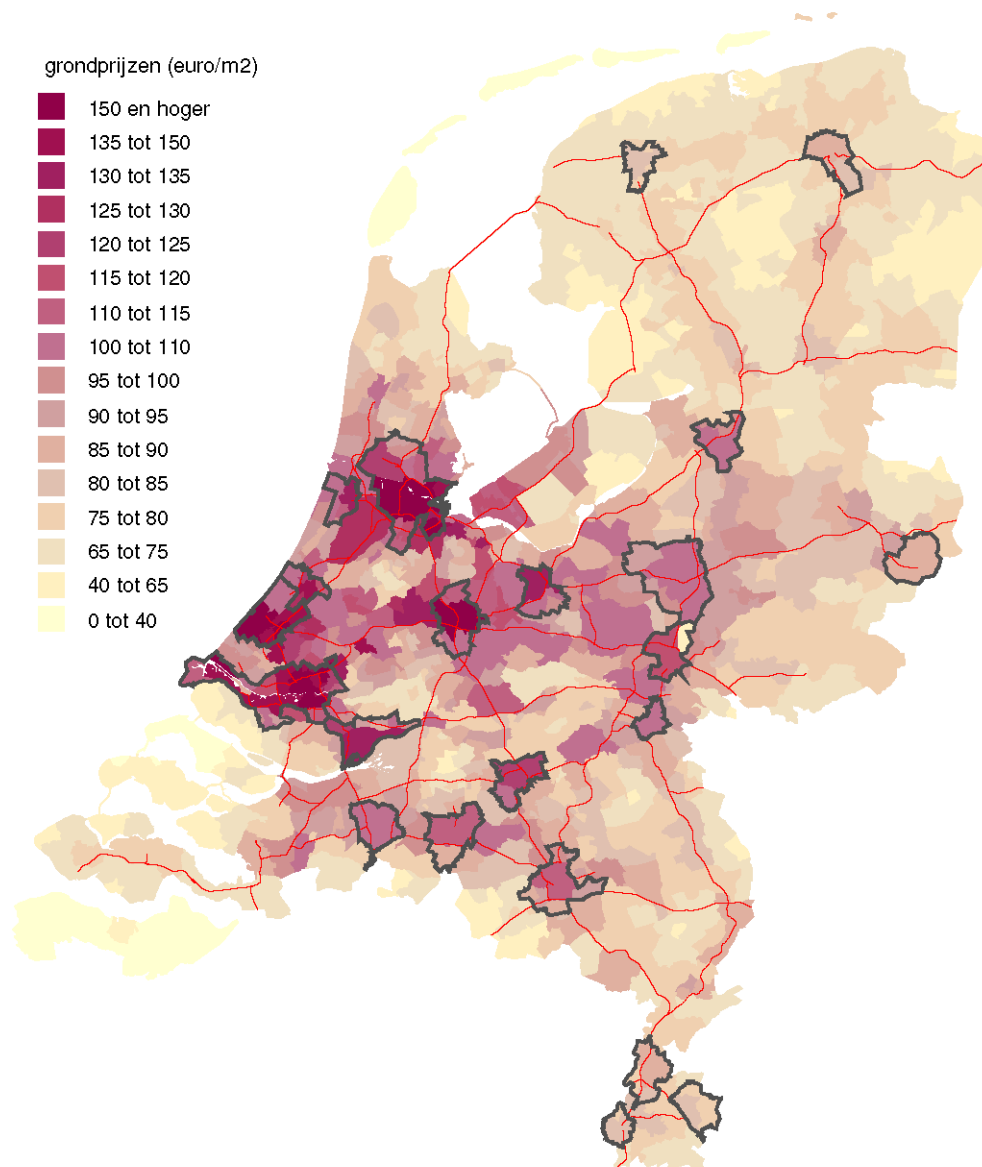 grondprijzen (euro/m2)
150 en hoger
135 tot 150
130 tot 135
125 tot 130
120 tot 125
115 tot 120
110 tot 115
100 tot 110
95 tot 100
90 tot 95
85 tot 90
80 tot 85
75 tot 80
65 tot 75
40 tot 65
0 tot 40